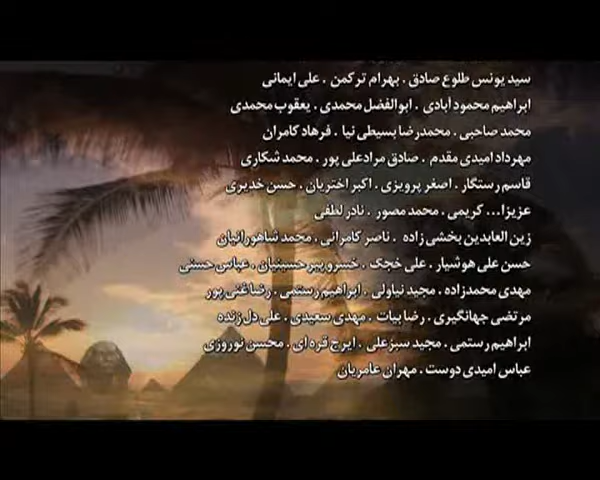 سید یونس طلوع صادق . بهرام ترکمن . علی ایمانی
ابراهیم محمود آبادی . ابوالفضل محمدی . یعقوب محمدی
محمد صاحبی . محمدرضا بسیطی نیا . فرهاد کامران
مهرداد امیدی مقدم . صادق مرادعلی پور . محمد شکاری
قاسم رستگار . اصغر پرویزی . اکبر اختریان . حسن خدیری
عزیزا... کریمی . محمد مصور . نادر لطفی
زین العابدین بخشی زاده . ناصر کامرانی . محمد شاهورانیان
حسن علی هوشیار . علی خجک . خسرو پیر حسینیان . عباس حسنی
مهدی محمدزاده . مجید نیاولی . ابراهیم رستمی . رضا غنی پور
مرتضی جهانگیری . رضا بیات . مهدی سعیدی . علی دل زنده
ابراهیم رستمی . مجید سبزعلی . ایرج قره ای . محسن نوروزی
عباس امیدی دوست . مهران عامریان